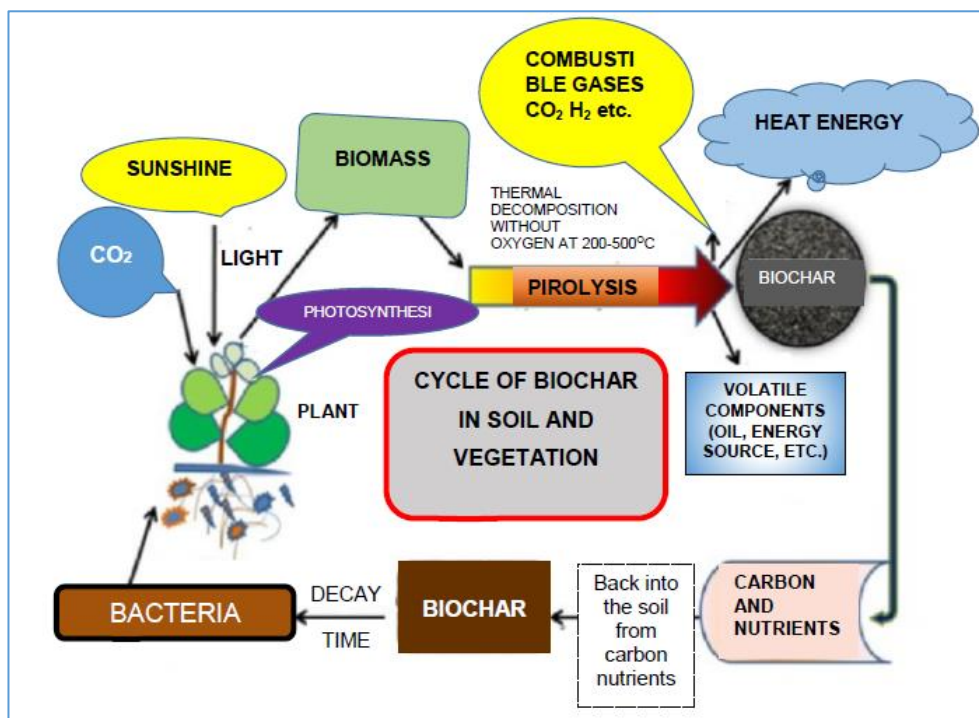 COMBUSTI
BLE GASES
CO₂ H₂ etc.
HEAT ENERGY
BIOMASS
SUNSHINE
THERMAL
DECOMPOSITION
WITHOUT
OXYGEN AT 200-500⁰C
CO₂
LIGHT
PIROLYSIS
BIOCHAR
PHOTOSYNTHESI
CYCLE OF BIOCHAR
IN SOIL AND
VEGETATION
PLANT
VOLATILE
COMPONENTS
(OIL, ENERGY
SOURCE, ETC.)
BACTERIA
DECAY
TIME
BIOCHAR
Back into
the soil
from
carbon
nutrients
CARBON
AND
NUTRIENTS